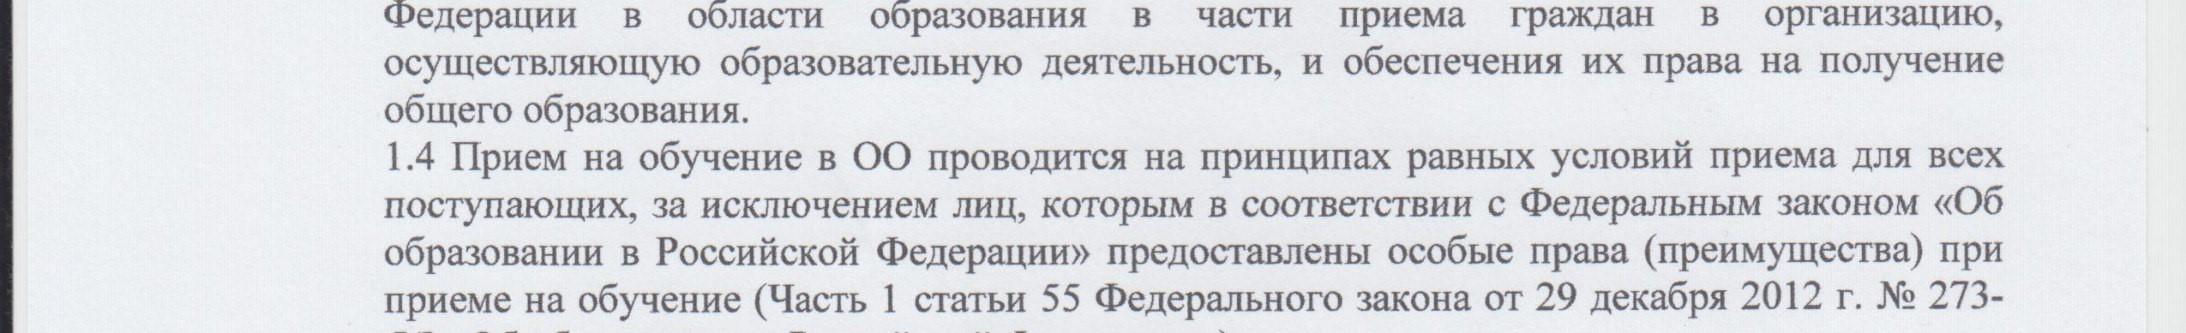 Федерации в области образования в части приема граждан в организацию,
осуществляющую образовательную деятельность, и обеспечения их права на получение
общего образования.
1.4 Прием на обучение в ОО проводится на принципах равных условий приема для всех
поступающих, за исключением лиц, которым в соответствии с Федеральным законом «Об
образовании в Российской Федерации» предоставлены особые права (преимущества) при
приеме на обучение (Часть 1 статьи 55 Федерального закона от 29 декабря 2012 г. № 273-